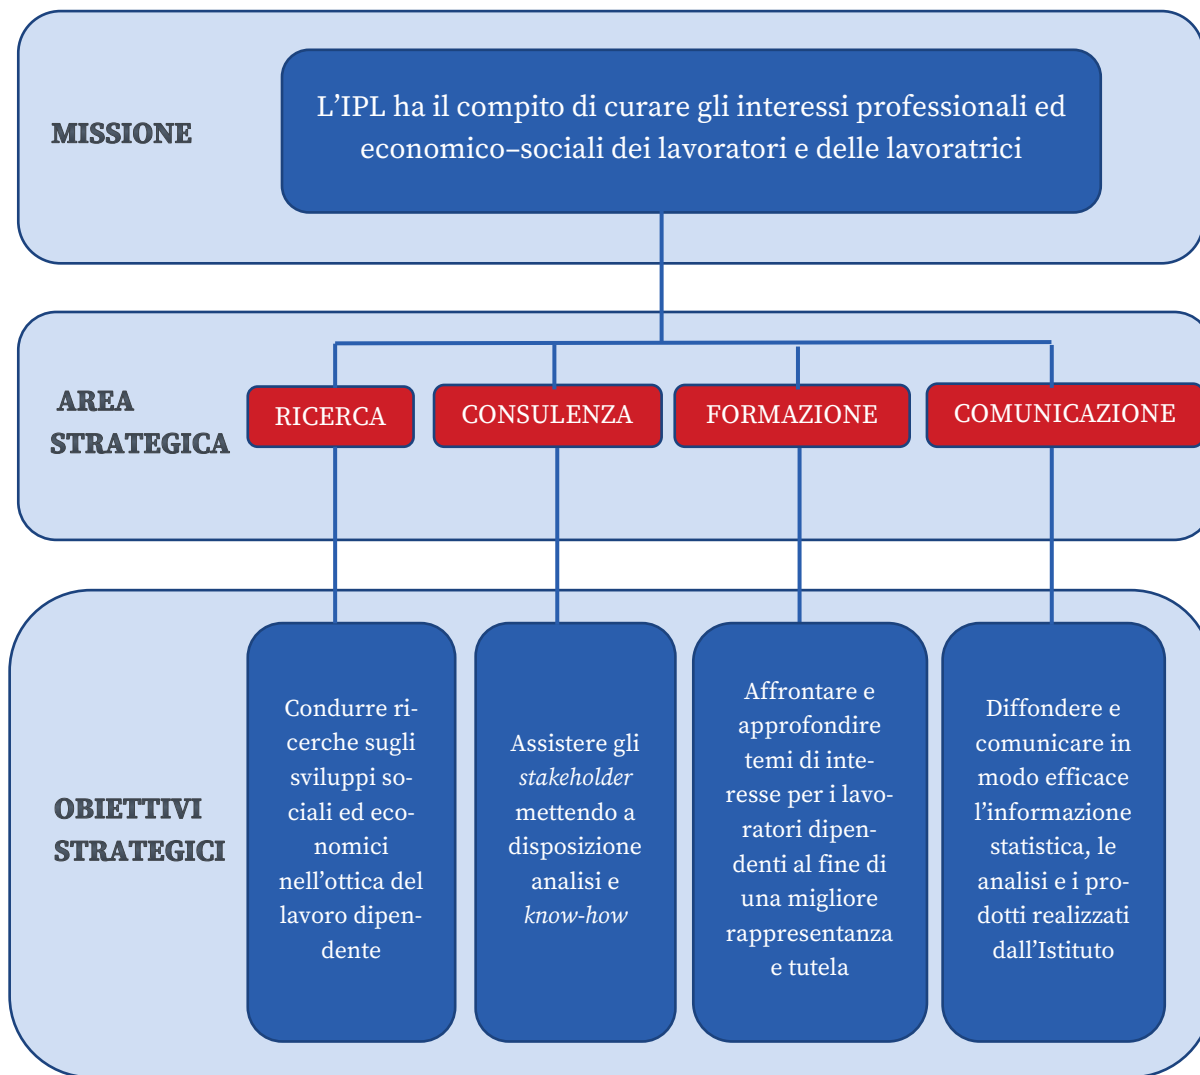 MISSIONE
L’IPL ha il compito di curare gli interessi professionali ed
economico–sociali dei lavoratori e delle lavoratrici
AREA
STRATEGICA
RICERCA
CONSULENZA
FORMAZIONE
COMUNICAZIONE
OBIETTIVI
STRATEGICI
Condurre ri-
cerche sugli
sviluppi so-
ciali ed eco-
nomici
nell’ottica del
lavoro dipen-
dente
Assistere gli
stakeholder
mettendo a
disposizione
analisi e
know-how
Affrontare e
approfondire
temi di inte-
resse per i lavo-
ratori dipen-
denti al fine di
una migliore
rappresentanza
e tutela
Diffondere e
comunicare in
modo efficace
l’informazione
statistica, le
analisi e i pro-
dotti realizzati
dall’Istituto